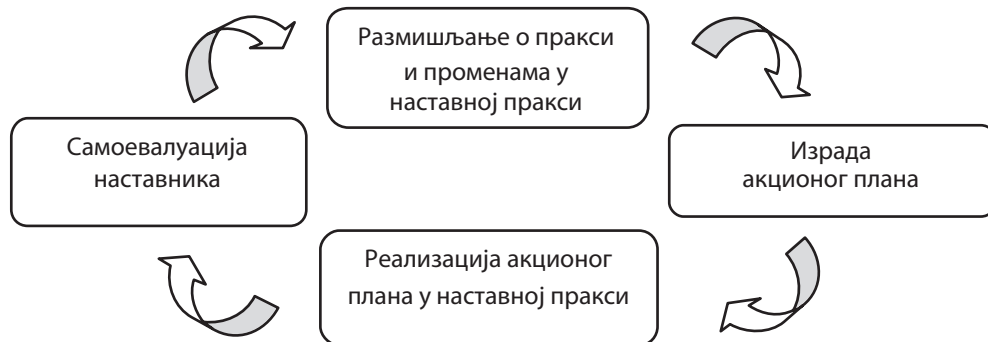 Размишљање о пракси
и променама у
наставној пракси
Самоевалуација
наставника
Израда
акционог плана
Реализација акционог
плана у наставној пракси